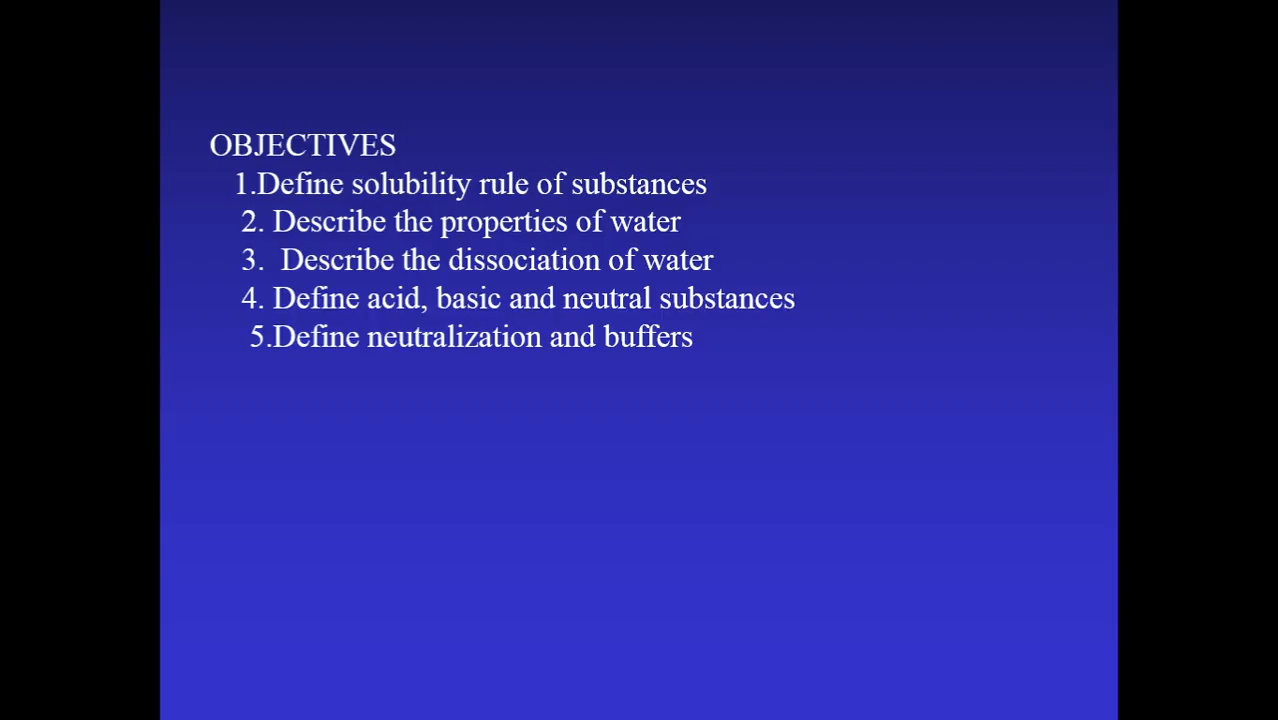 OBJECTIVES
1.Define solubility rule of substances
2. Describe the properties of water
3. Describe the dissociation of water
4. Define acid, basic and neutral substances
5.Define neutralization and buffers